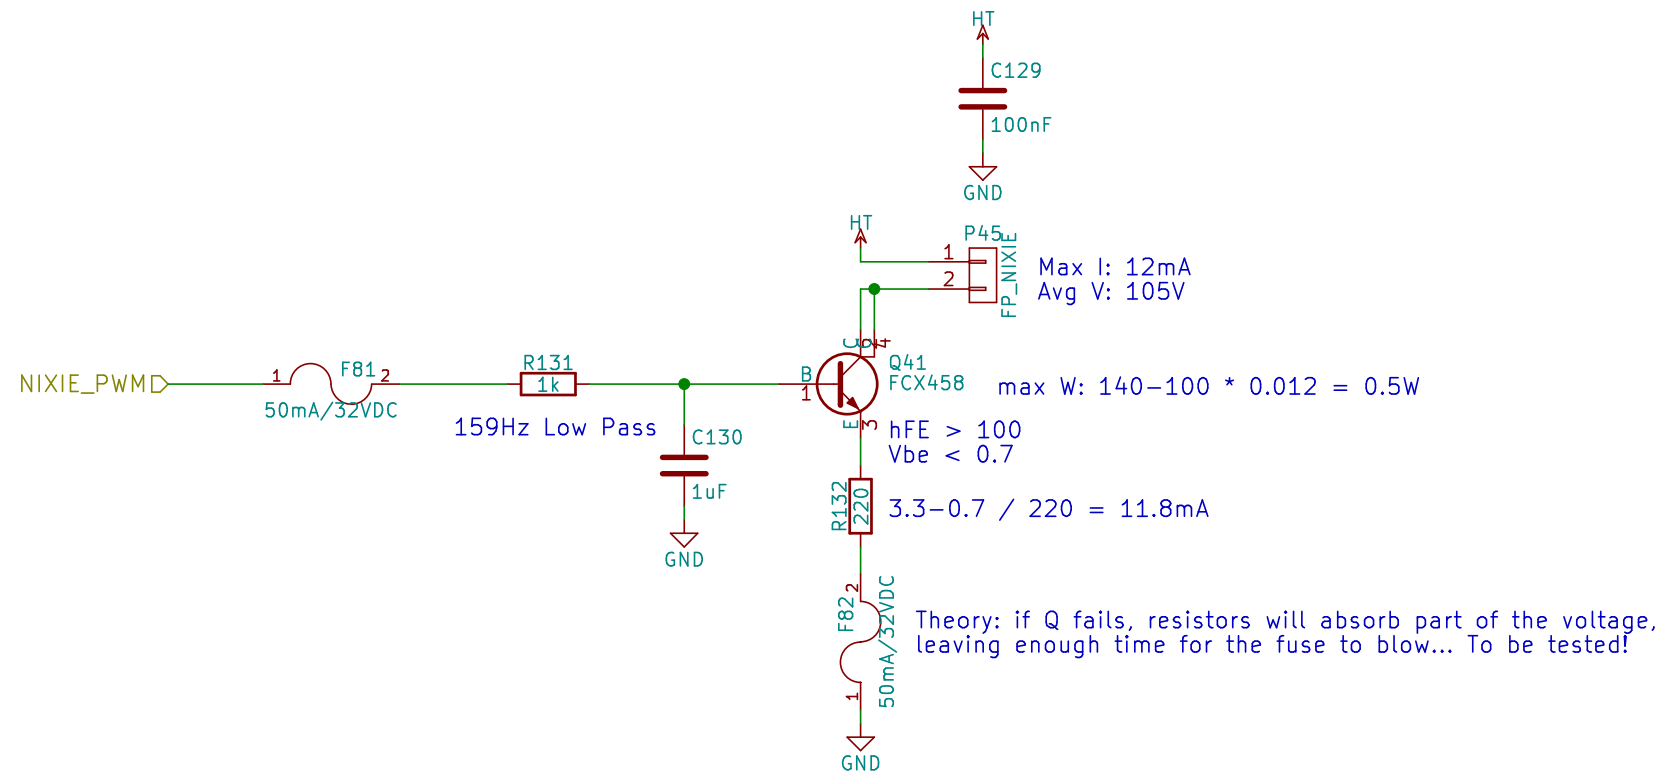 HT
C129
100nF
GND
HT
P45
1
2
FP_NIXIE
Max I: 12mA
Avg V: 105V
NIXIE_PWM
1
F81
2
50mA/32VDC
R131
1k
159Hz Low Pass
C130
1uF
GND
B
1
C
2
4
Q41
FCX458
max W: 140-100 * 0.012 = 0.5W
E
3
hFE > 100
Vbe < 0.7
R132
220
3.3-0.7 / 220 = 11.8mA
2
F82
50mA/32VDC
1
GND
Theory: if Q fails, resistors will absorb part of the voltage,
leaving enough time for the fuse to blow... To be tested!